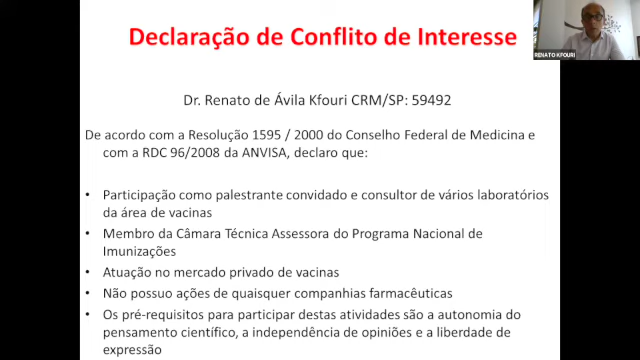 Declaração de Conflito de Interesse
RENATO KFOURI
Dr. Renato de Ávila Kfouri CRM/SP: 59492
De acordo com a Resolução 1595 / 2000 do Conselho Federal de Medicina e
com a RDC 96/2008 da ANVISA, declaro que:
• Participação como palestrante convidado e consultor de vários laboratórios
da área de vacinas
• Membro da Câmara Técnica Assessora do Programa Nacional de
Imunizações
• Atuação no mercado privado de vacinas
• Não possuo ações de quaisquer companhias farmacêuticas
• Os pré-requisitos para participar destas atividades são a autonomia do
pensamento científico, a independência de opiniões e a liberdade de
expressão